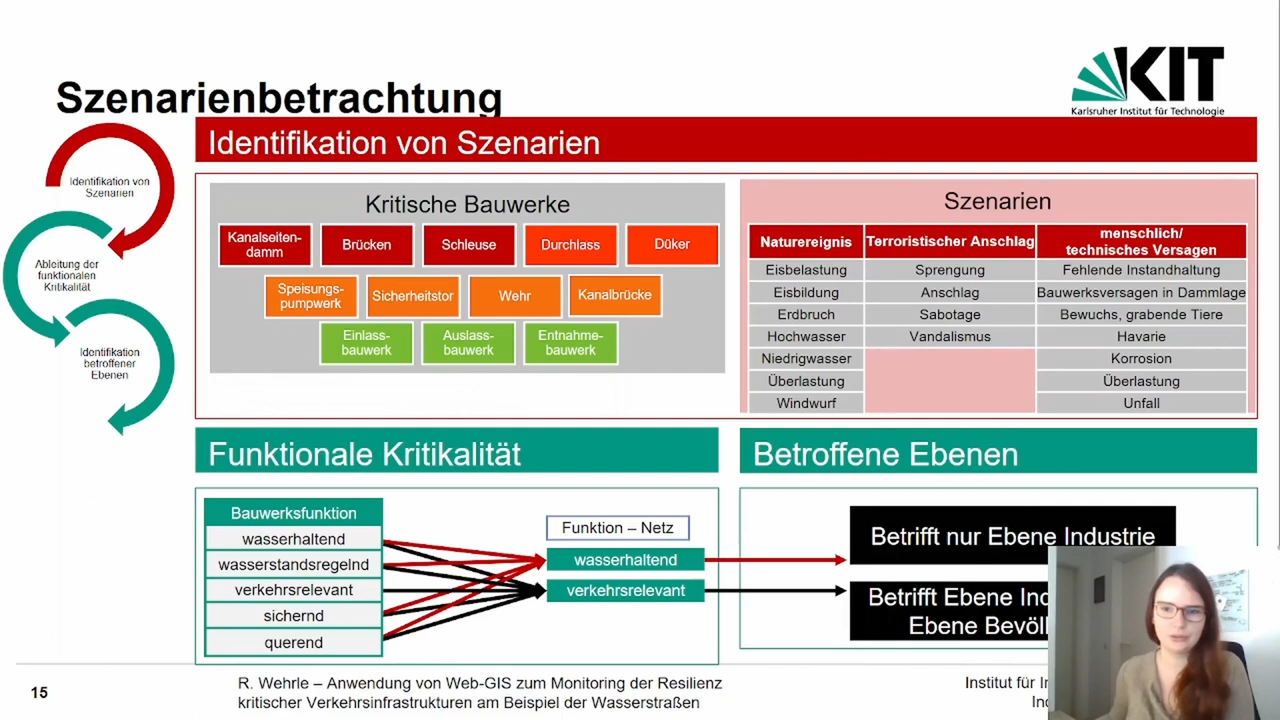 Szenarienbetrachtung
KIT
Karlsruher Institut für Technologie
Identifikation von
Szenarien
Ableitung der
funktionalen
Kritikalität
Identifikation
betroffener
Ebenen
Identifikation von Szenarien
Kritische Bauwerke
Kanalseiten-
damm
Brücken
Schleuse
Durchlass
Düker
Speisungs-
pumpwerk
Sicherheitstor
Wehr
Kanalbrücke
Einlass-
bauwerk
Auslass-
bauwerk
Entnahme-
bauwerk
Szenarien
Naturereignis Terroristischer Anschlag menschlich/
technisches Versagen
Eisbelastung Sprengung Fehlende Instandhaltung
Eisbildung Anschlag Bauwerksversagen in Dammlage
Erdbruch Sabotage Bewuchs, grabende Tiere
Hochwasser Vandalismus Havarie
Niedrigwasser Korrosion
Überlastung Überlastung
Windwurf Unfall
Funktionale Kritikalität
Bauwerksfunktion
wasserhaltend
wasserstandsregelnd
verkehrsrelevant
sichernd
querend
Funktion – Netz
wasserhaltend
verkehrsrelevant
Betroffene Ebenen
Betrifft nur Ebene Industrie
Betrifft Ebene
Ebene
15
R. Wehrle – Anwendung von Web-GIS zum Monitoring der Resilienz
kritischer Verkehrsinfrastrukturen am Beispiel der Wasserstraßen
Institut für